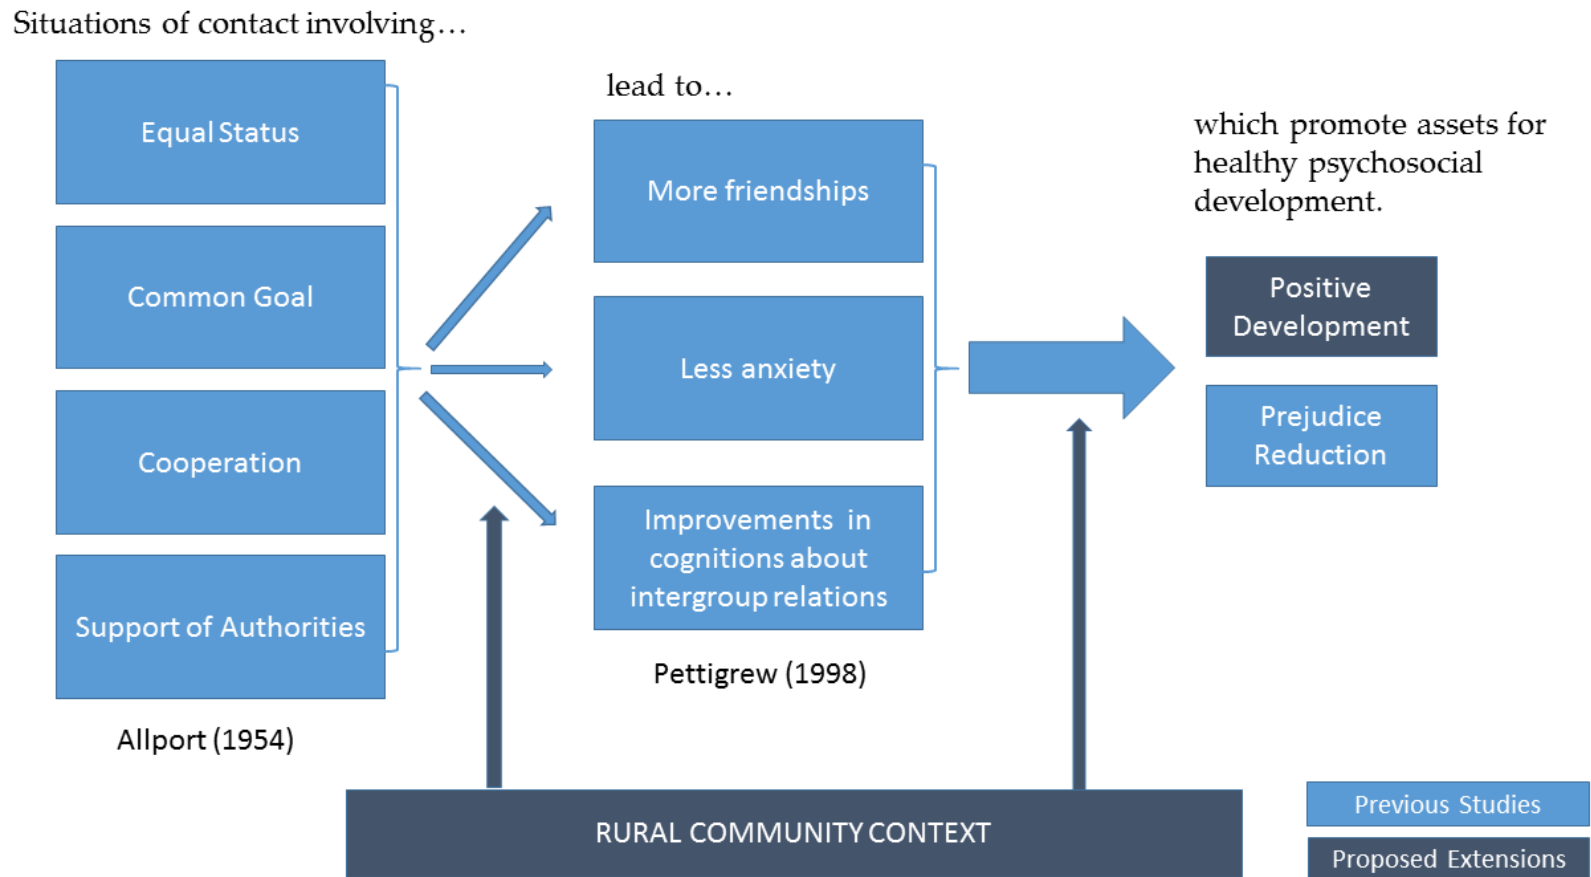 Situations of contact involving…
Equal Status
Common Goal
Cooperation
Support of Authorities
Allport (1954)
lead to…
More friendships
Less anxiety
Improvements in
cognitions about
intergroup relations
Pettigrew (1998)
which promote assets for
healthy psychosocial
development.
Positive
Development
Prejudice
Reduction
RURAL COMMUNITY CONTEXT
Previous Studies
Proposed Extensions